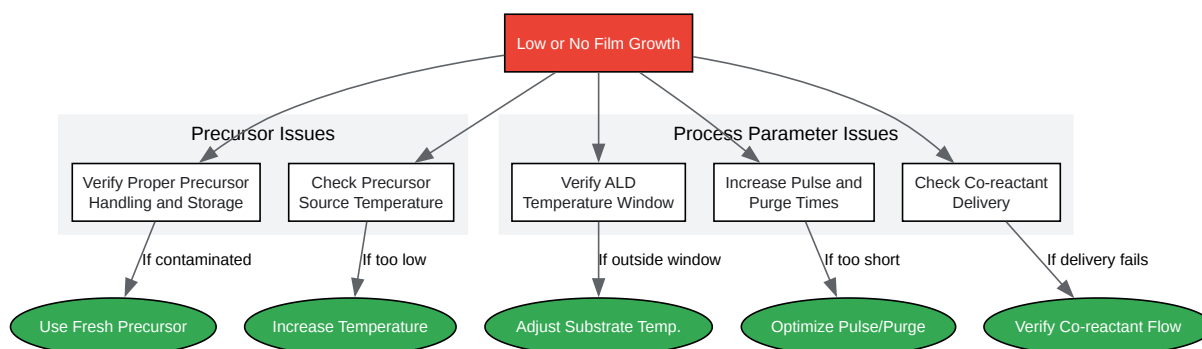 Low or No Film Growth
Precursor Issues
Process Parameter Issues
Verify Proper Precursor
Handling and Storage
Check Precursor
Source Temperature
Verify ALD
Temperature Window
Increase Pulse and
Purge Times
Check Co-reactant
Delivery
If contaminated
If too low
If outside window
If too short
If delivery fails
Use Fresh Precursor
Increase Temperature
Adjust Substrate Temp.
Optimize Pulse/Purge
Verify Co-reactant Flow